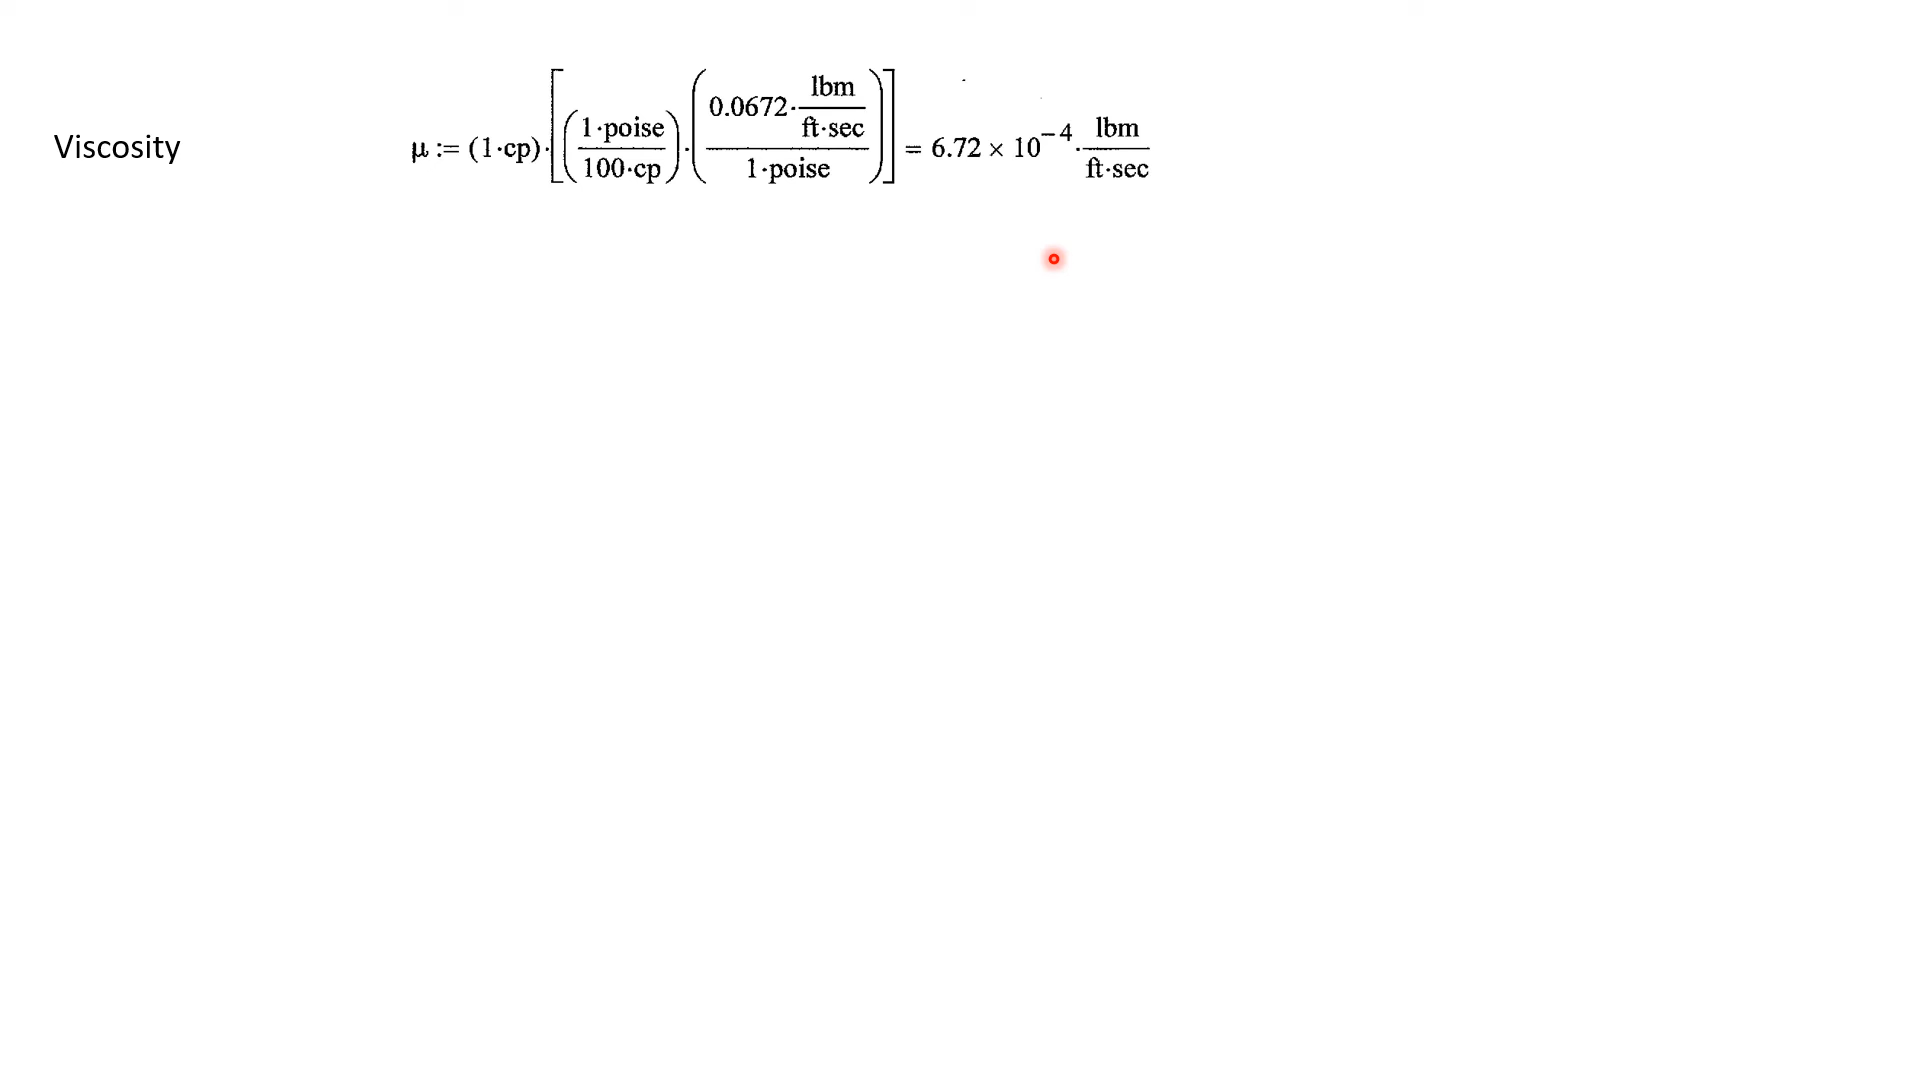 Viscosity μ := (1·cp)·[(1·poise/100·cp)·(0.0672·lbm/ft·sec/1·poise)] = 6.72 × 10^−4·lbm/ft·sec